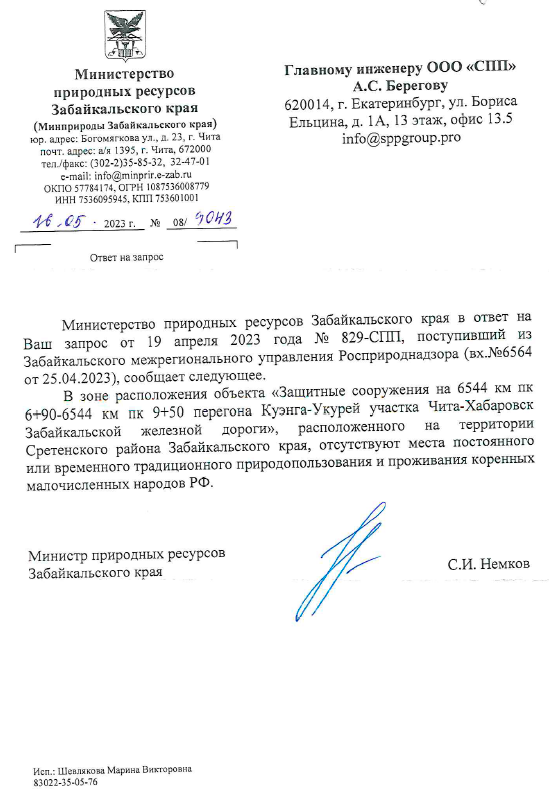 Министерство
природных ресурсов
Забайкальского края
(Минприроды Забайкальского края)
юр. адрес: Богомягкова ул., д. 23, г. Чита
почт. адрес: а/я 1395, г. Чита, 672000
тел./факс: (302-2)35-85-32, 32-47-01
e-mail: info@minprir.e-zab.ru
ОКПО 57784174, ОГРН 1087536008779
ИНН 7536095945, КПП 753601001
16.05. 2023 г. № 08/9043
Ответ на запрос
Главному инженеру ООО «СПП»
А.С. Берегову
620014, г. Екатеринбург, ул. Бориса
Ельцина, д. 1А, 13 этаж, офис 13.5
info@sppgroup.pro
Министерство природных ресурсов Забайкальского края в ответ на
Ваш запрос от 19 апреля 2023 года № 829-СПП, поступивший из
Забайкальского межрегионального управления Росприроднадзора (вх.№6564
от 25.04.2023), сообщает следующее.
В зоне расположения объекта «Защитные сооружения на 6544 км пк
6+90-6544 км пк 9+50 перегона Куэнга-Укурей участка Чита-Хабаровск
Забайкальской железной дороги», расположенного на территории
Сретенского района Забайкальского края, отсутствуют места постоянного
или временного традиционного природопользования и проживания коренных
малочисленных народов РФ.
Министр природных ресурсов
Забайкальского края
С.И. Немков
Исп.: Шевлякова Марина Викторовна
83022-35-05-76